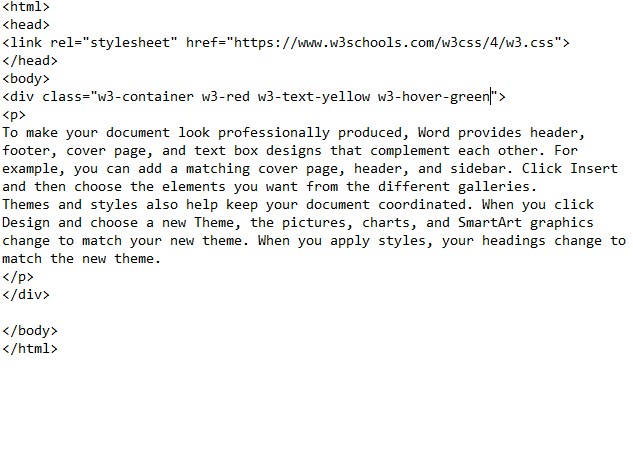 <html>
<head>
<link rel="stylesheet" href="https://www.w3schools.com/w3css/4/w3.css">
</head>
<body>
<div class="w3-container w3-red w3-text-yellow w3-hover-green">
<p>
To make your document look professionally produced, Word provides header,
footer, cover page, and text box designs that complement each other. For
example, you can add a matching cover page, header, and sidebar. Click Insert
and then choose the elements you want from the different galleries.
Themes and styles also help keep your document coordinated. When you click
Design and choose a new Theme, the pictures, charts, and SmartArt graphics
change to match your new theme. When you apply styles, your headings change to
match the new theme.
</p>
</div>

</body>
</html>